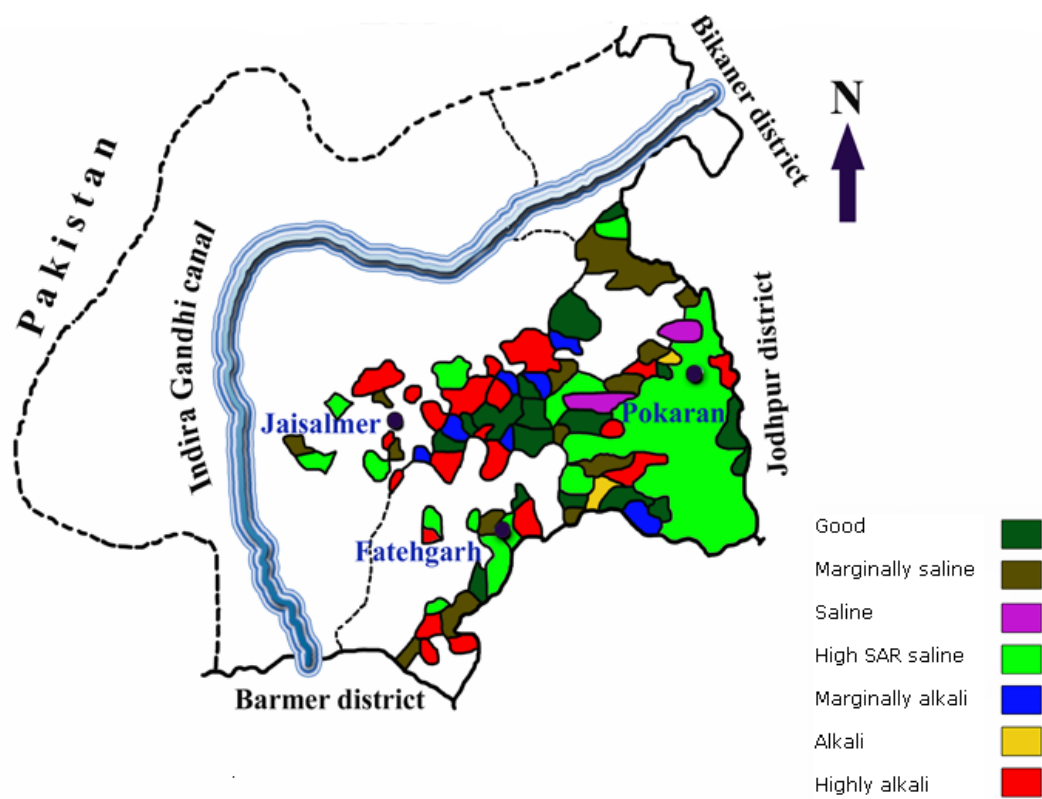 Bikaner district
N
Pakistan
Indira Gandhi canal
Jodhpur district
Jaisalmer
Pokaran
Fatehgarh
Barmer district
Good
Marginally saline
Saline
High SAR saline
Marginally alkali
Alkali
Highly alkali